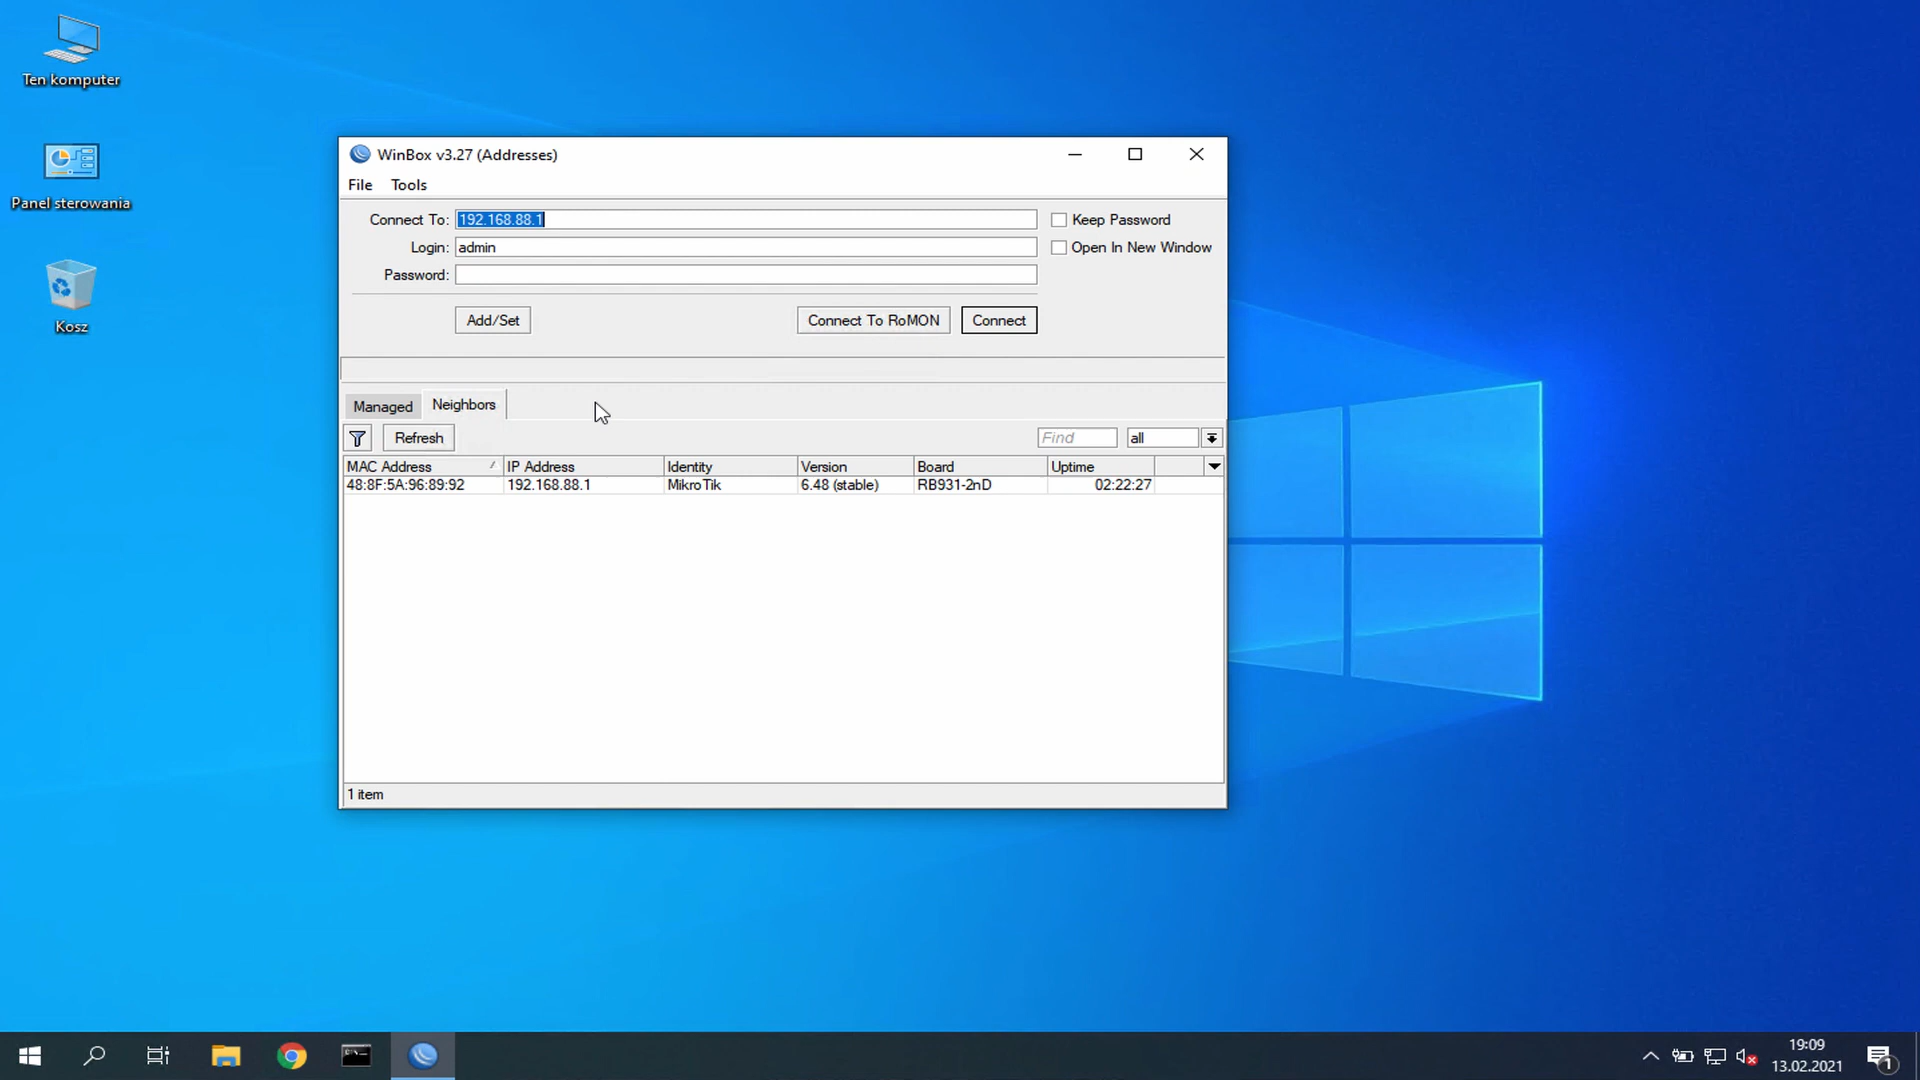 Ten komputer
Panel sterowania
Kosz
WinBox v3.27 (Addresses)
File Tools
Connect To: 192.168.88.1 Keep Password
Login: admin Open In New Window
Password:
Add/Set Connect To RoMON Connect
Managed Neighbors
Refresh Find all
MAC Address IP Address Identity Version Board Uptime
48:8F:5A:96:89:92 192.168.88.1 MikroTik 6.48 (stable) RB931-2nD 02:22:27
1 item
19:09
13.02.2021
1